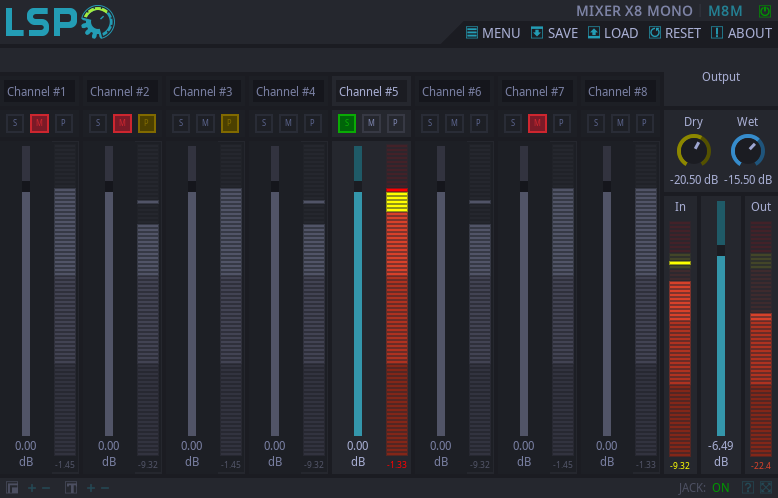 LSP
MIXER X8 MONO M8M
MENU SAVE LOAD RESET ABOUT
Output
Channel #1 Channel #2 Channel #3 Channel #4 Channel #5 Channel #6 Channel #7 Channel #8
S M P S M P S M P S M P S M P S M P S M P S M P
Dry Wet
-20.50 dB -15.50 dB
In Out
0.00 0.00 0.00 0.00 0.00 0.00 0.00 0.00 -6.49
dB dB dB dB dB dB dB dB dB
-1.45 -9.32 -1.45 -9.32 -1.33 -9.32 -1.45 -1.33 -9.32 -22.4
JACK: ON